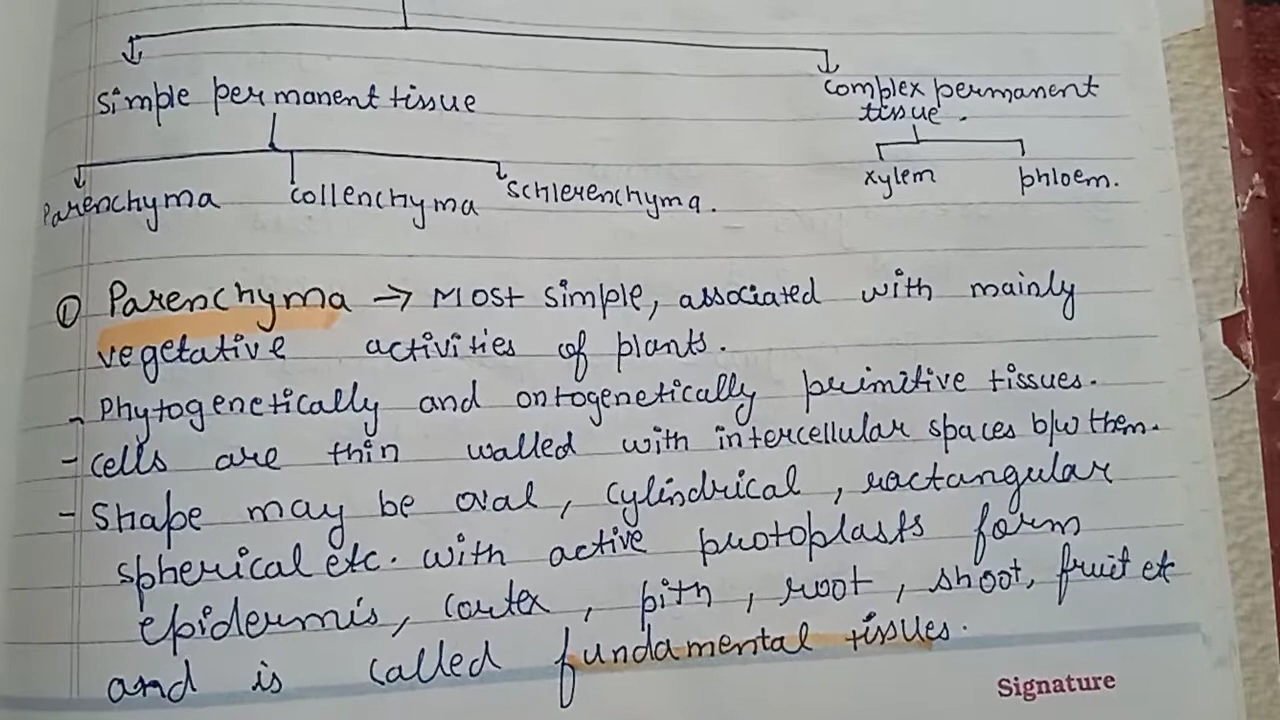 simple permanent tissue
complex permanent
tissue.
xylem phloem.
Parenchyma collenchyma schlerenchyma.
① Parenchyma → Most simple, associated with mainly
vegetative activities of plants.
- Phytogenetically and ontogenetically primitive tissues.
- cells are thin walled with intercellular spaces b/w them.
- Shape may be oval, cylindrical, ractangular
spherical etc. with active protoplasts form
epidermis, cortex, pith, root, shoot, fruit etc
and is called fundamental tissues.
Signature